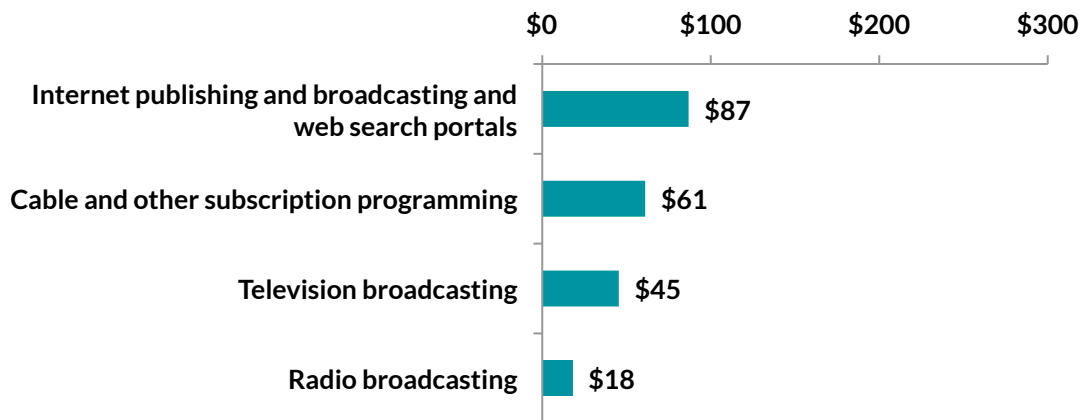 $0 $100 $200 $300
Internet publishing and broadcasting and
web search portals
$87
Cable and other subscription programming $61
Television broadcasting $45
Radio broadcasting $18